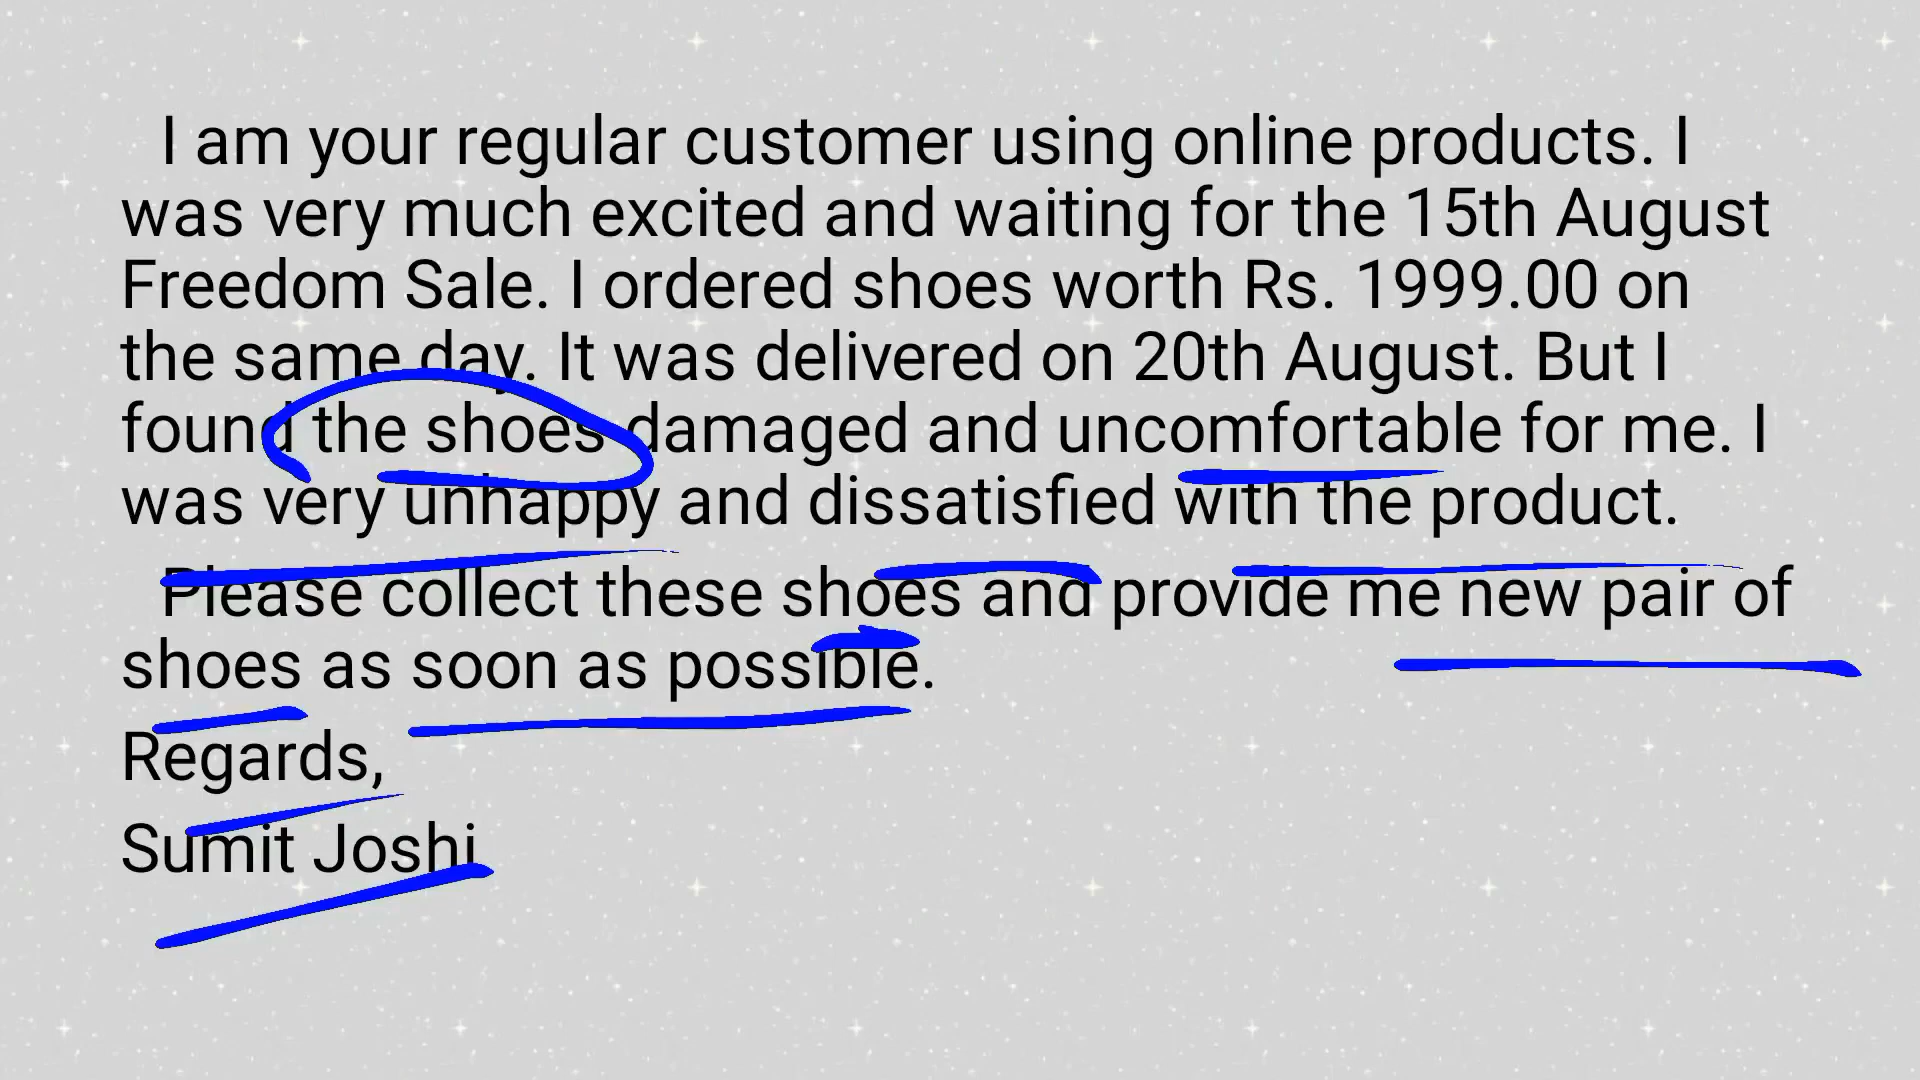 I am your regular customer using online products. I
was very much excited and waiting for the 15th August
Freedom Sale. I ordered shoes worth Rs. 1999.00 on
the same day. It was delivered on 20th August. But I
found the shoes damaged and uncomfortable for me. I
was very unhappy and dissatisfied with the product.
Please collect these shoes and provide me new pair of
shoes as soon as possible.
Regards,
Sumit Joshi